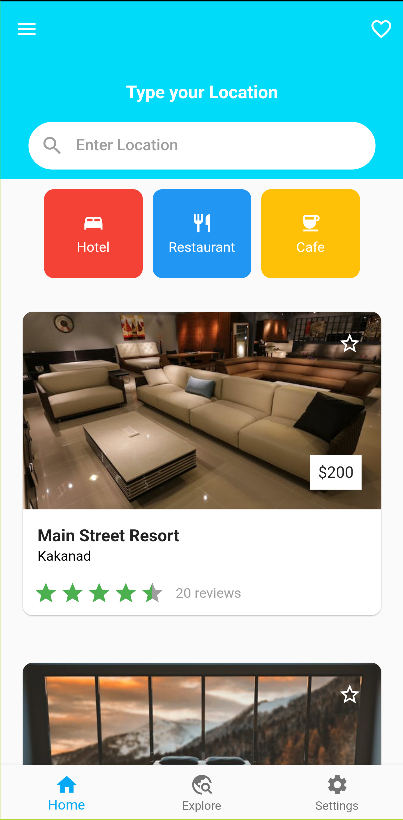 Type your Location
Enter Location
Hotel
Restaurant
Cafe
$200
Main Street Resort
Kakanad
20 reviews
Home
Explore
Settings